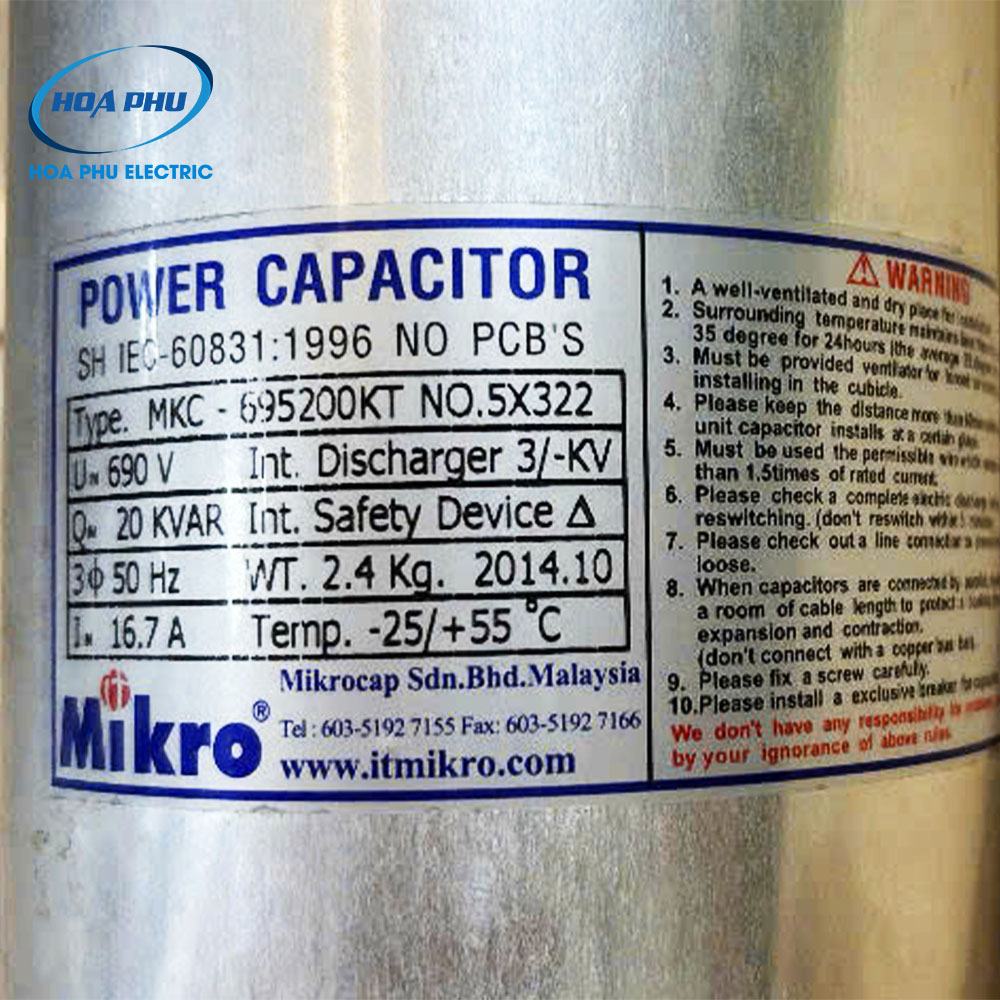 HOA PHU
HOA PHU ELECTRIC
POWER CAPACITOR
SH IEC-60831:1996 NO PCB'S
Type. MKC - 695200KT NO.5X322
UN 690 V Int. Discharger 3/-KV
QN 20 KVAR Int. Safety Device Δ
3Φ 50 Hz WT. 2.4 Kg. 2014.10
IN 16.7 A Temp. -25/+55 °C
Mikro®
Mikrocap Sdn.Bhd.Malaysia
Tel : 603-5192 7155 Fax: 603-5192 7166
www.itmikro.com
WARNING
1. A well-ventilated and dry place for
2. Surrounding temperature
35 degree for 24hours (the average
3. Must be provided ventilator for
installing in the cubicle.
4. Please keep the distance more than
unit capacitor installs at a certain
5. Must be used the permissible
than 1.5times of rated current.
6. Please check a complete electric
reswitching. (don't reswitch
7. Please check out a line
loose.
8. When capacitors are connected by
a room of cable length to protect
expansion and contraction.
(don't connect with a copper bus
9. Please fix a screw carefully.
10.Please install a exclusive breaker for
We don't have any responsibility
by your ignorance of above rules.